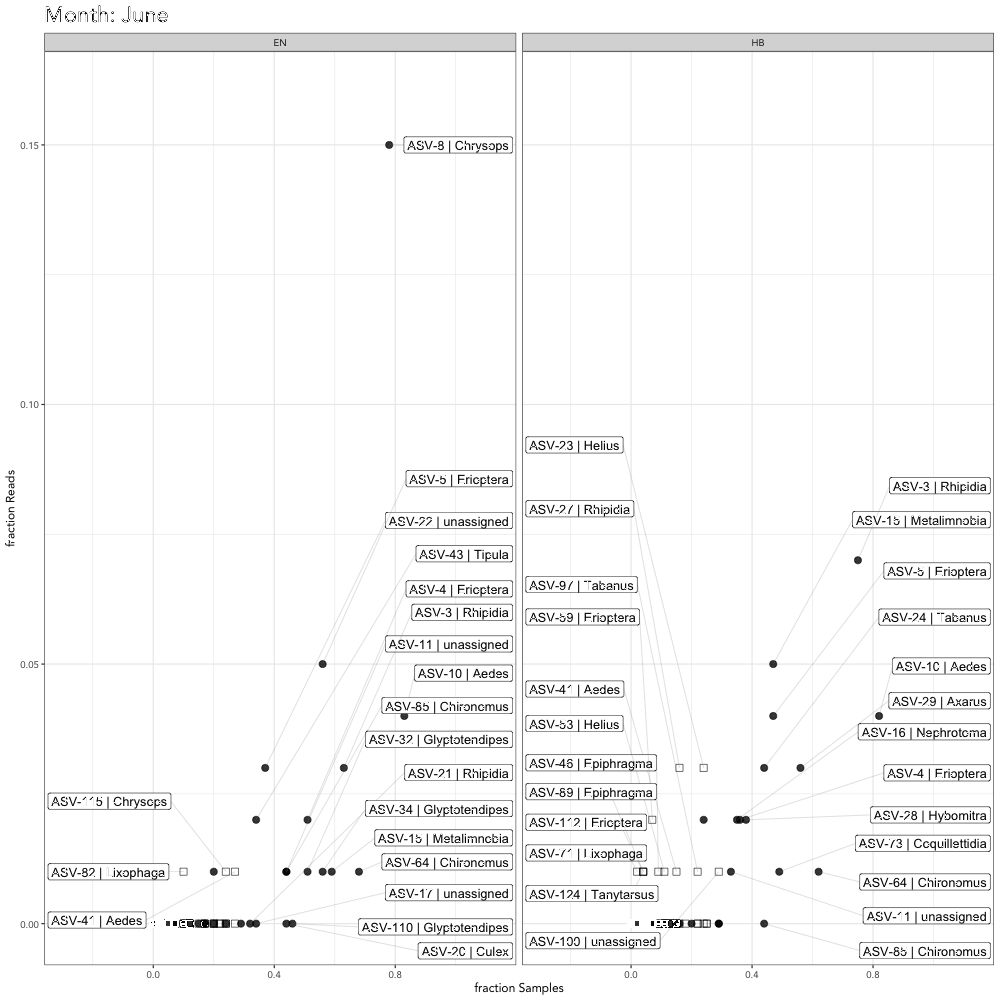 Month: June
EN
HB
fraction Reads
0.15
0.10
0.05
0.00
ASV-8 | Chrysops
ASV-5 | Erioptera
ASV-22 | unassigned
ASV-43 | Tipula
ASV-4 | Erioptera
ASV-3 | Rhipidia
ASV-11 | unassigned
ASV-10 | Aedes
ASV-85 | Chironomus
ASV-32 | Glyptotendipes
ASV-21 | Rhipidia
ASV-34 | Glyptotendipes
ASV-15 | Metalimnobia
ASV-64 | Chironomus
ASV-17 | unassigned
ASV-110 | Glyptotendipes
ASV-20 | Culex
ASV-115 | Chrysops
ASV-82 | Lixophaga
ASV-41 | Aedes
ASV-23 | Helius
ASV-27 | Rhipidia
ASV-97 | Tabanus
ASV-59 | Erioptera
ASV-41 | Aedes
ASV-53 | Helius
ASV-46 | Epiphragma
ASV-89 | Epiphragma
ASV-112 | Erioptera
ASV-71 | Lixophaga
ASV-124 | Tanytarsus
ASV-100 | unassigned
ASV-3 | Rhipidia
ASV-15 | Metalimnobia
ASV-5 | Erioptera
ASV-24 | Tabanus
ASV-10 | Aedes
ASV-29 | Axarus
ASV-16 | Nephrotoma
ASV-4 | Erioptera
ASV-28 | Hybomitra
ASV-73 | Coquillettidia
ASV-64 | Chironomus
ASV-11 | unassigned
ASV-85 | Chironomus
0.0
0.4
0.8
0.0
0.4
0.8
fraction Samples